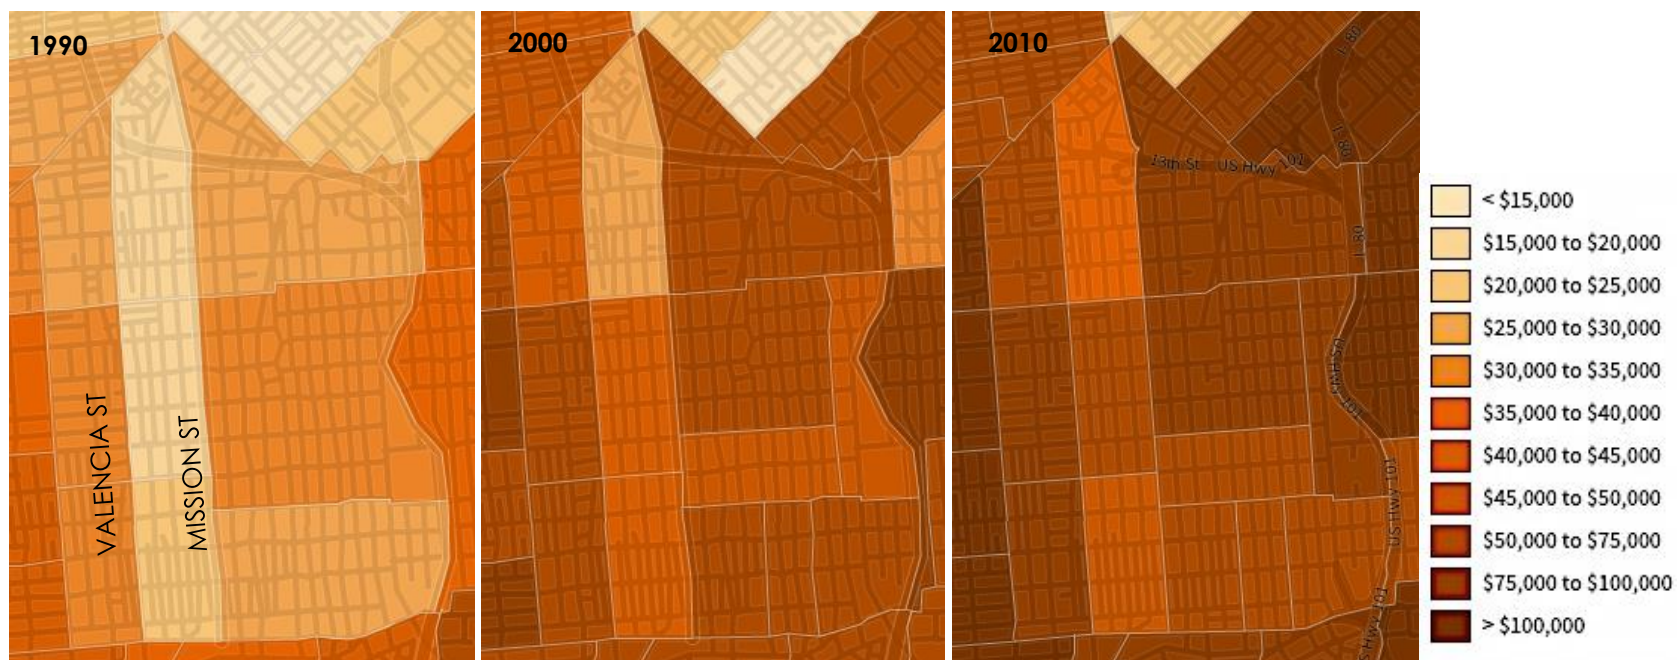 1990
2000
2010
I- 80
I- 80
13th St US Hwy 101
I- 80
US Hwy 101
VALENCIA ST
MISSION ST
US Hwy 101
s Hwy 101
< $15,000
$15,000 to $20,000
$20,000 to $25,000
$25,000 to $30,000
$30,000 to $35,000
$35,000 to $40,000
$40,000 to $45,000
$45,000 to $50,000
$50,000 to $75,000
$75,000 to $100,000
> $100,000